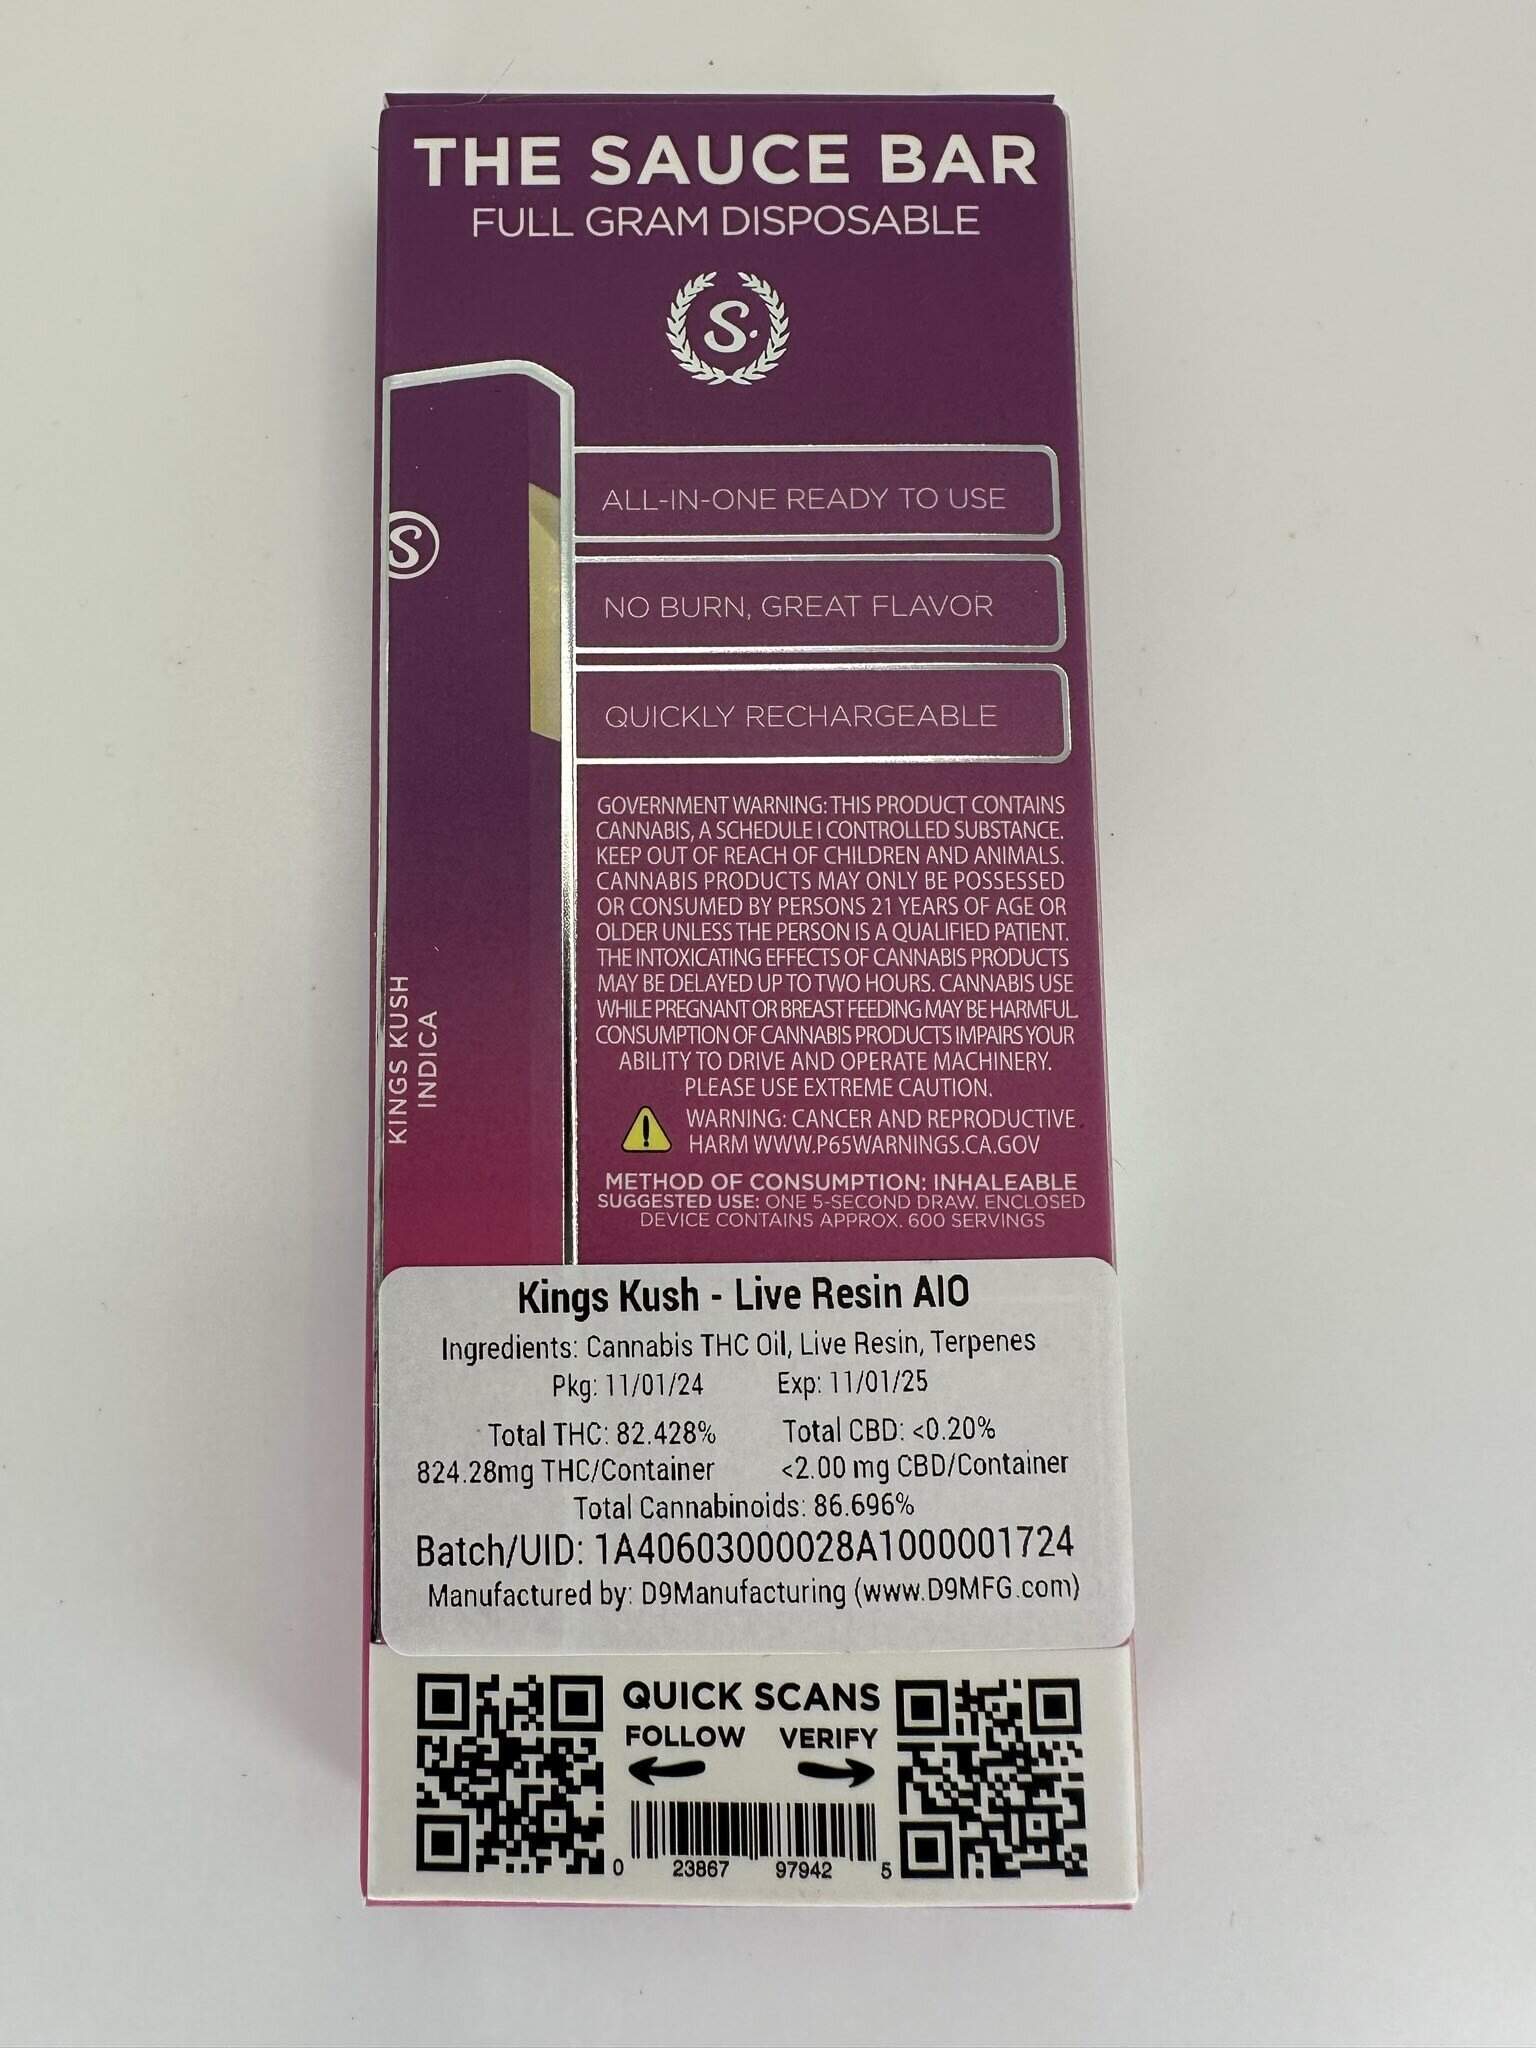 THE SAUCE BAR
FULL GRAM DISPOSABLE
S.
ALL-IN-ONE READY TO USE
S
NO BURN, GREAT FLAVOR
QUICKLY RECHARGEABLE
KINGS KUSH
INDICA
GOVERNMENT WARNING: THIS PRODUCT CONTAINS
CANNABIS, A SCHEDULE I CONTROLLED SUBSTANCE.
KEEP OUT OF REACH OF CHILDREN AND ANIMALS.
CANNABIS PRODUCTS MAY ONLY BE POSSESSED
OR CONSUMED BY PERSONS 21 YEARS OF AGE OR
OLDER UNLESS THE PERSON IS A QUALIFIED PATIENT.
THE INTOXICATING EFFECTS OF CANNABIS PRODUCTS
MAY BE DELAYED UP TO TWO HOURS. CANNABIS USE
WHILE PREGNANT OR BREAST FEEDING MAY BE HARMFUL.
CONSUMPTION OF CANNABIS PRODUCTS IMPAIRS YOUR
ABILITY TO DRIVE AND OPERATE MACHINERY.
PLEASE USE EXTREME CAUTION.
WARNING: CANCER AND REPRODUCTIVE
HARM WWW.P65WARNINGS.CA.GOV
METHOD OF CONSUMPTION: INHALEABLE
SUGGESTED USE: ONE 5-SECOND DRAW. ENCLOSED
DEVICE CONTAINS APPROX. 600 SERVINGS
Kings Kush - Live Resin AIO
Ingredients: Cannabis THC Oil, Live Resin, Terpenes
Pkg: 11/01/24 Exp: 11/01/25
Total THC: 82.428% Total CBD: <0.20%
824.28mg THC/Container <2.00 mg CBD/Container
Total Cannabinoids: 86.696%
Batch/UID: 1A40603000028A1000001724
Manufactured by: D9Manufacturing (www.D9MFG.com)
QUICK SCANS
FOLLOW VERIFY
0 23867 97942 5